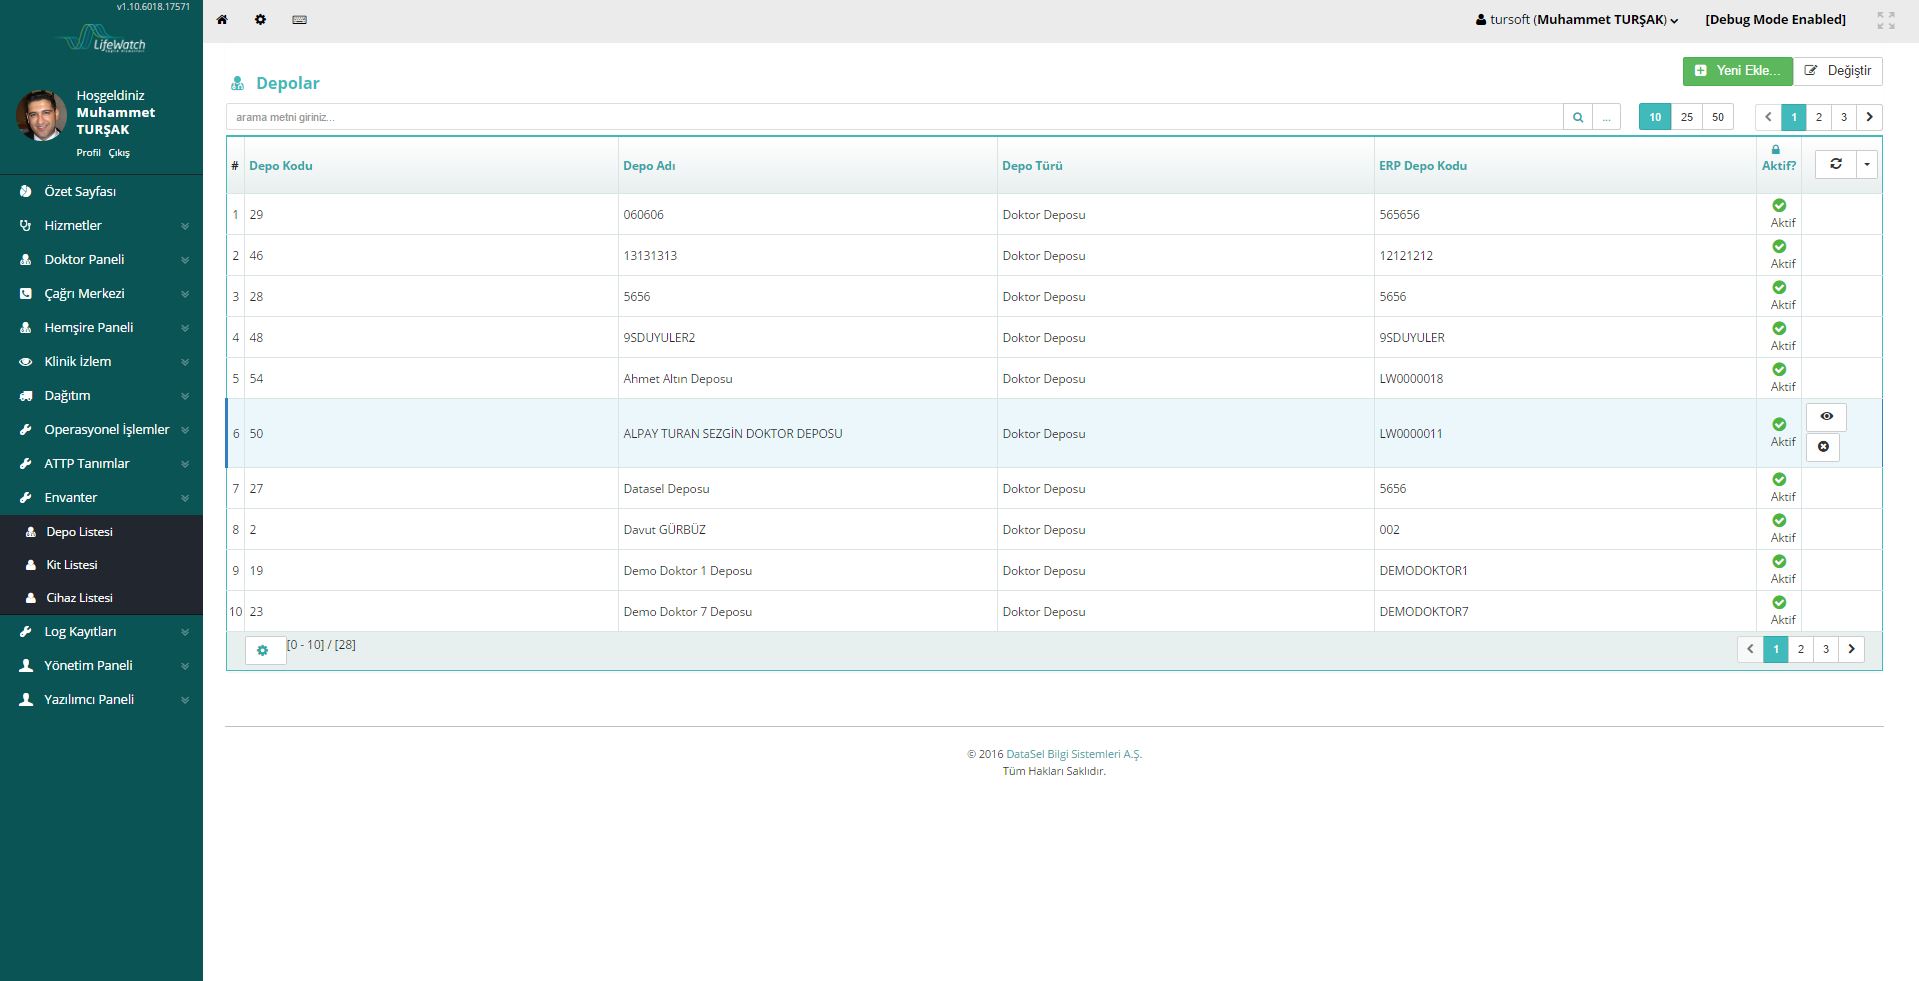 v1.10.6018.17571
LifeWatch
Hoşgeldiniz
Muhammet
TURŞAK
Profil Çıkış
Özet Sayfası
Hizmetler
Doktor Paneli
Çağrı Merkezi
Hemşire Paneli
Klinik İzlem
Dağıtım
Operasyonel İşlemler
ATTP Tanımlar
Envanter
Depo Listesi
Kit Listesi
Cihaz Listesi
Log Kayıtları
Yönetim Paneli
Yazılımcı Paneli
tursoft (Muhammet TURŞAK) [Debug Mode Enabled]
Depolar
Yeni Ekle... Değiştir
arama metni giriniz... ... 10 25 50 1 2 3
# Depo Kodu Depo Adı Depo Türü ERP Depo Kodu Aktif?
1 29 060606 Doktor Deposu 565656 Aktif
2 46 13131313 Doktor Deposu 12121212 Aktif
3 28 5656 Doktor Deposu 5656 Aktif
4 48 9SDUYULER2 Doktor Deposu 9SDUYULER Aktif
5 54 Ahmet Altın Deposu Doktor Deposu LW0000018 Aktif
6 50 ALPAY TURAN SEZGİN DOKTOR DEPOSU Doktor Deposu LW0000011 Aktif
7 27 Datasel Deposu Doktor Deposu 5656 Aktif
8 2 Davut GÜRBÜZ Doktor Deposu 002 Aktif
9 19 Demo Doktor 1 Deposu Doktor Deposu DEMODOKTOR1 Aktif
10 23 Demo Doktor 7 Deposu Doktor Deposu DEMODOKTOR7 Aktif
[0 - 10] / [28] 1 2 3
© 2016 DataSel Bilgi Sistemleri A.Ş.
Tüm Hakları Saklıdır.